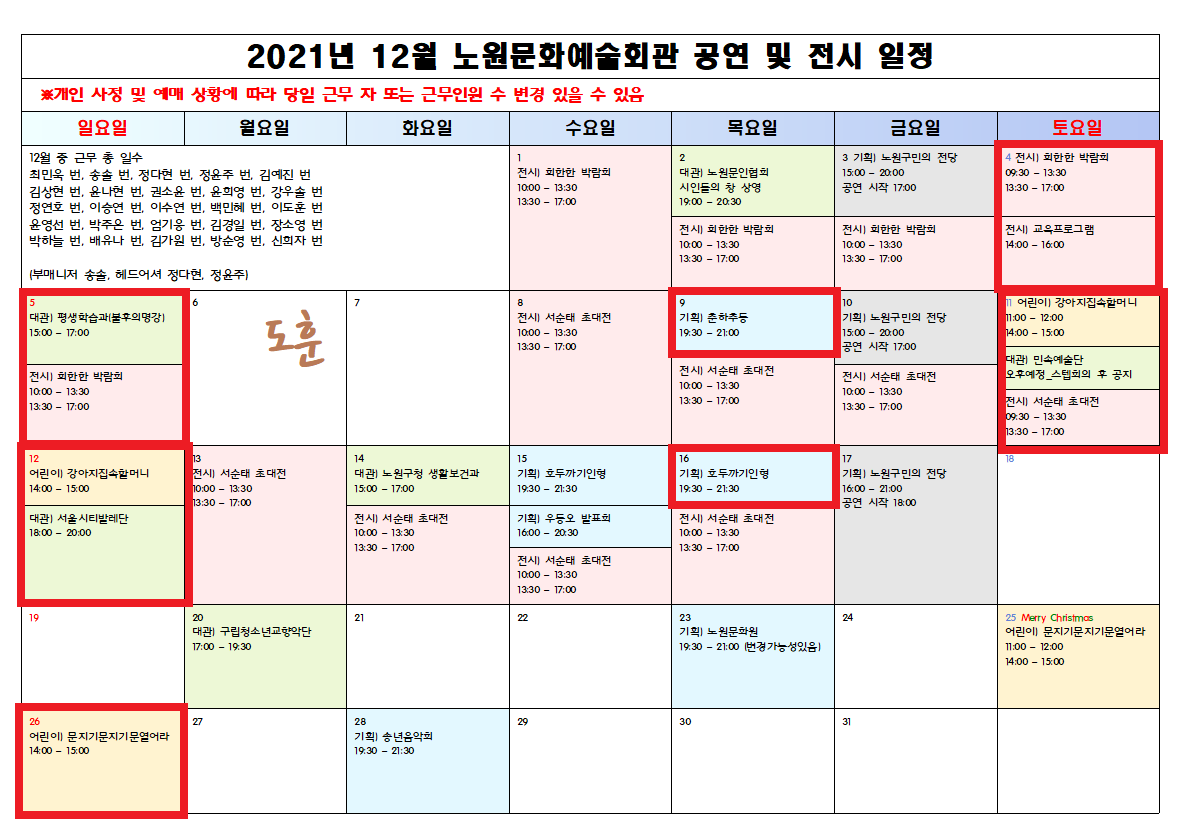 2021년 12월 노원문화예술회관 공연 및 전시 일정
※개인 사정 및 예매 상황에 따라 당일 근무 자 또는 근무인원 수 변경 있을 수 있음
일요일 월요일 화요일 수요일 목요일 금요일 토요일
12월 중 근무 총 일수
최민욱 번, 송솔 번, 정다현 번, 정윤주 번, 김예진 번
김상현 번, 윤나현 번, 권소윤 번, 윤희영 번, 강우솔 번
정연호 번, 이승연 번, 이수연 번, 백민혜 번, 이도훈 번
윤영선 번, 박주은 번, 엄기웅 번, 김경일 번, 장소영 번
박하늘 번, 배유나 번, 김가원 번, 방순영 번, 신희자 번
(부매니저 송솔, 헤드어셔 정다현, 정윤주)
1
전시) 희한한 박람회
10:00 – 13:30
13:30 – 17:00
2
대관) 노원문인협회
시인들의 창 상영
19:00 – 20:30
전시) 희한한 박람회
10:00 – 13:30
13:30 – 17:00
3 기획) 노원구민의 전당
15:00 – 20:00
공연 시작 17:00
전시) 희한한 박람회
10:00 – 13:30
13:30 – 17:00
4 전시) 희한한 박람회
09:30 – 13:30
13:30 – 17:00
전시) 교육프로그램
14:00 – 16:00
5
대관) 평생학습과(불후의명강)
15:00 – 17:00
전시) 희한한 박람회
10:00 – 13:30
13:30 – 17:00
6
도훈
7
8
전시) 서순태 초대전
10:00 – 13:30
13:30 – 17:00
9
기획) 춘하추동
19:30 – 21:00
전시) 서순태 초대전
10:00 – 13:30
13:30 – 17:00
10
기획) 노원구민의 전당
15:00 – 20:00
공연 시작 17:00
전시) 서순태 초대전
10:00 – 13:30
13:30 – 17:00
11 어린이) 강아지집속할머니
11:00 – 12:00
14:00 – 15:00
대관) 민속예술단
오후예정_스텝회의 후 공지
전시) 서순태 초대전
09:30 – 13:30
13:30 – 17:00
12
어린이) 강아지집속할머니
14:00 – 15:00
대관) 서울시티발레단
18:00 – 20:00
13
전시) 서순태 초대전
10:00 – 13:30
13:30 – 17:00
14
대관) 노원구청 생활보건과
15:00 – 17:00
전시) 서순태 초대전
10:00 – 13:30
13:30 – 17:00
15
기획) 호두까기인형
19:30 – 21:30
기획) 우등오 발표회
16:00 – 20:30
전시) 서순태 초대전
10:00 – 13:30
13:30 – 17:00
16
기획) 호두까기인형
19:30 – 21:30
전시) 서순태 초대전
10:00 – 13:30
13:30 – 17:00
17
기획) 노원구민의 전당
16:00 – 21:00
공연 시작 18:00
18
19
20
대관) 구립청소년교향악단
17:00 – 19:30
21
22
23
기획) 노원문화원
19:30 – 21:00 (변경가능성있음)
24
25 Merry Christmas
어린이) 문지기문지기문열어라
11:00 – 12:00
14:00 – 15:00
26
어린이) 문지기문지기문열어라
14:00 – 15:00
27
28
기획) 송년음악회
19:30 – 21:30
29
30
31